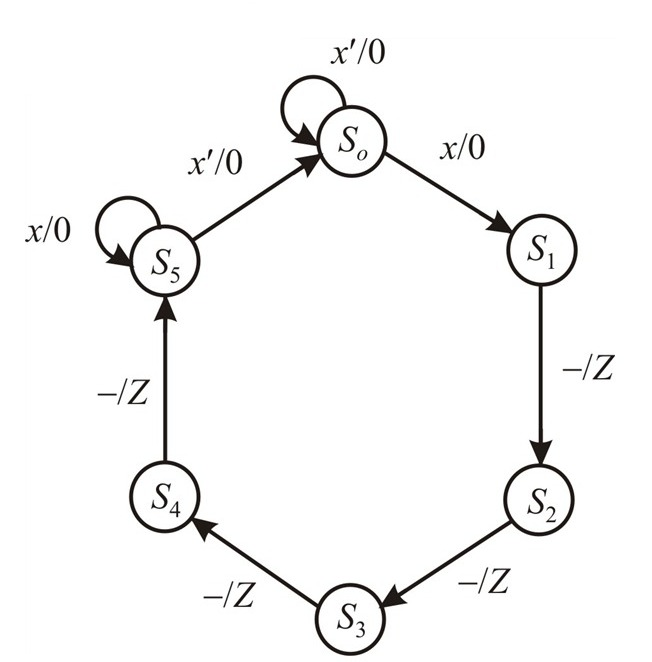 x′/0
Sₒ
x/0
x′/0
x/0
S₅
S₁
–/Z
–/Z
S₄
S₂
–/Z
–/Z
S₃